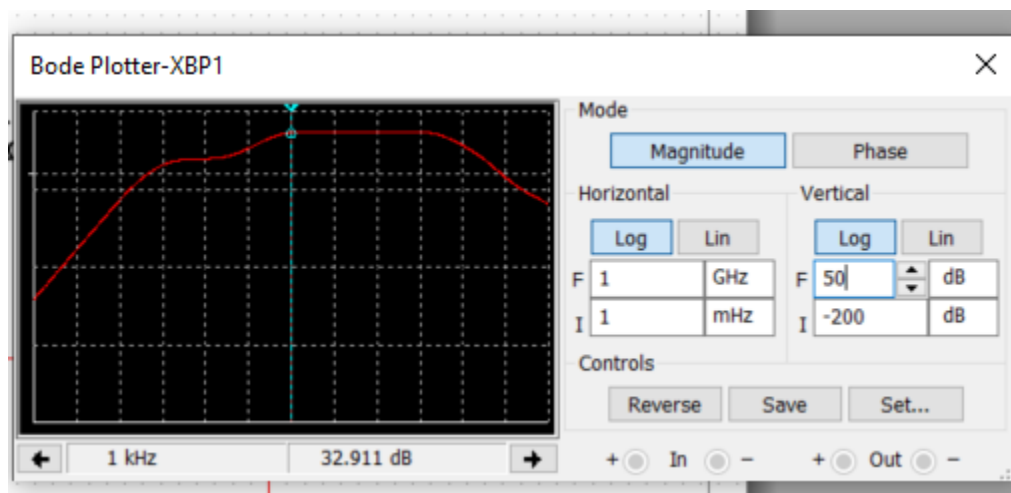 Bode Plotter-XBP1
Mode
Magnitude Phase
Horizontal Vertical
Log Lin Log Lin
F 1 GHz F 50 dB
I 1 mHz I -200 dB
Controls
Reverse Save Set...
1 kHz 32.911 dB + In - + Out -